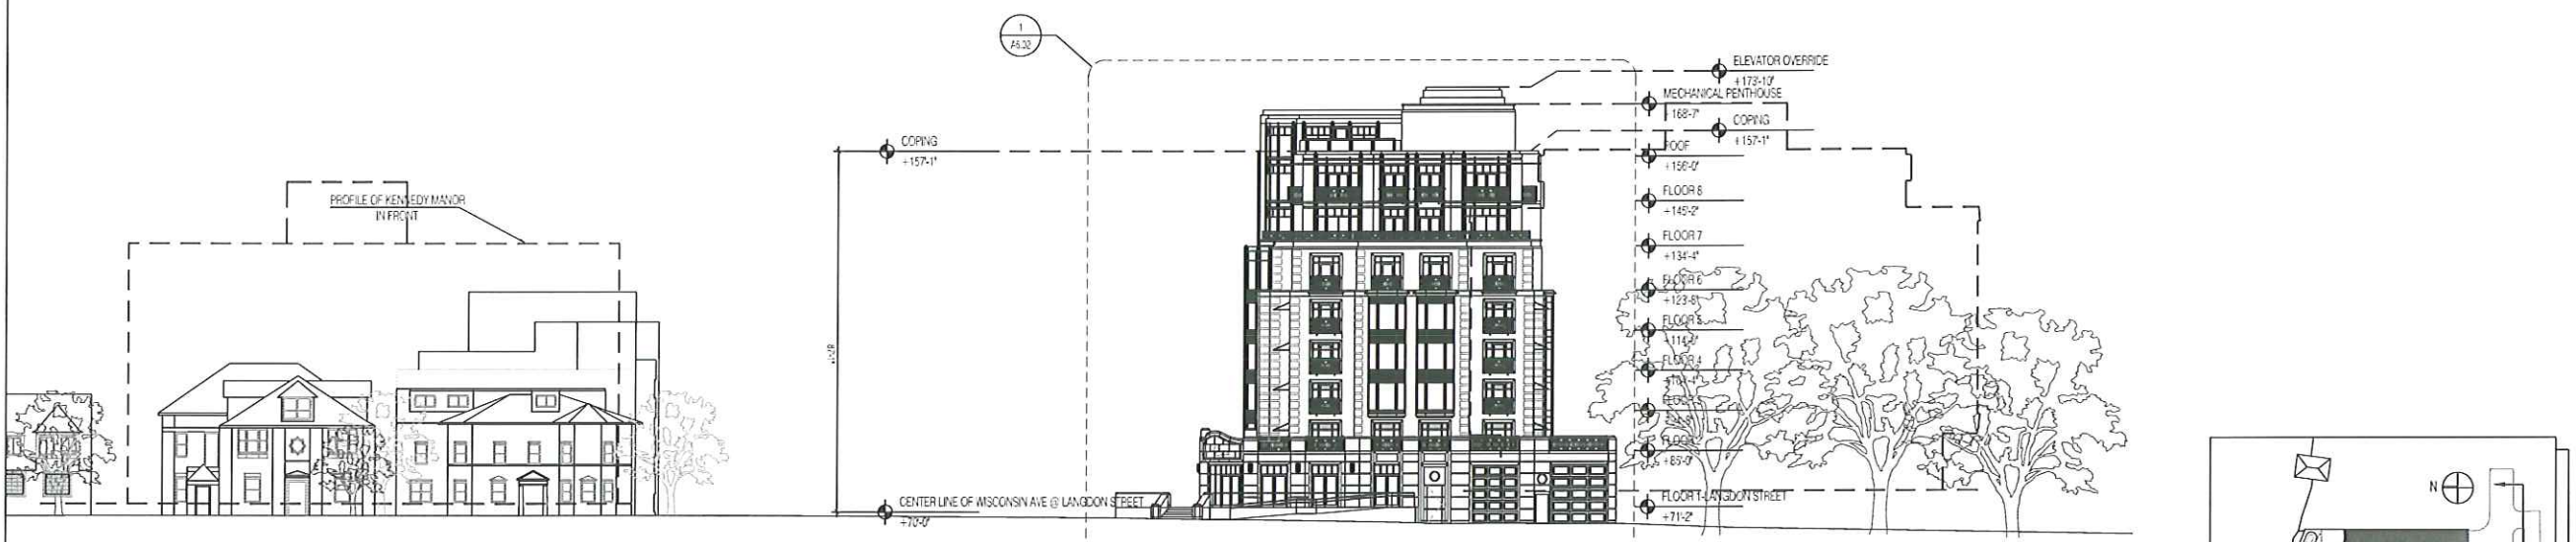 1
A6.02
ELEVATOR OVERRIDE
+173'-10"
MECHANICAL PENTHOUSE
168'-7"
COPING
+157'-1"
COPING
+157'-1"
ROOF
+156'-0"
FLOOR 8
+145'-2"
FLOOR 7
+134'-4"
FLOOR 6
+123'-8"
FLOOR 5
FLOOR 4
FLOOR
+85'-0"
FLOOR 1-LANGDON STREET
+71'-2"
PROFILE OF KENNEDY MANOR
IN FRONT
87'-1"
CENTER LINE OF WISCONSIN AVE @ LANGDON STREET
+70'-0"
N